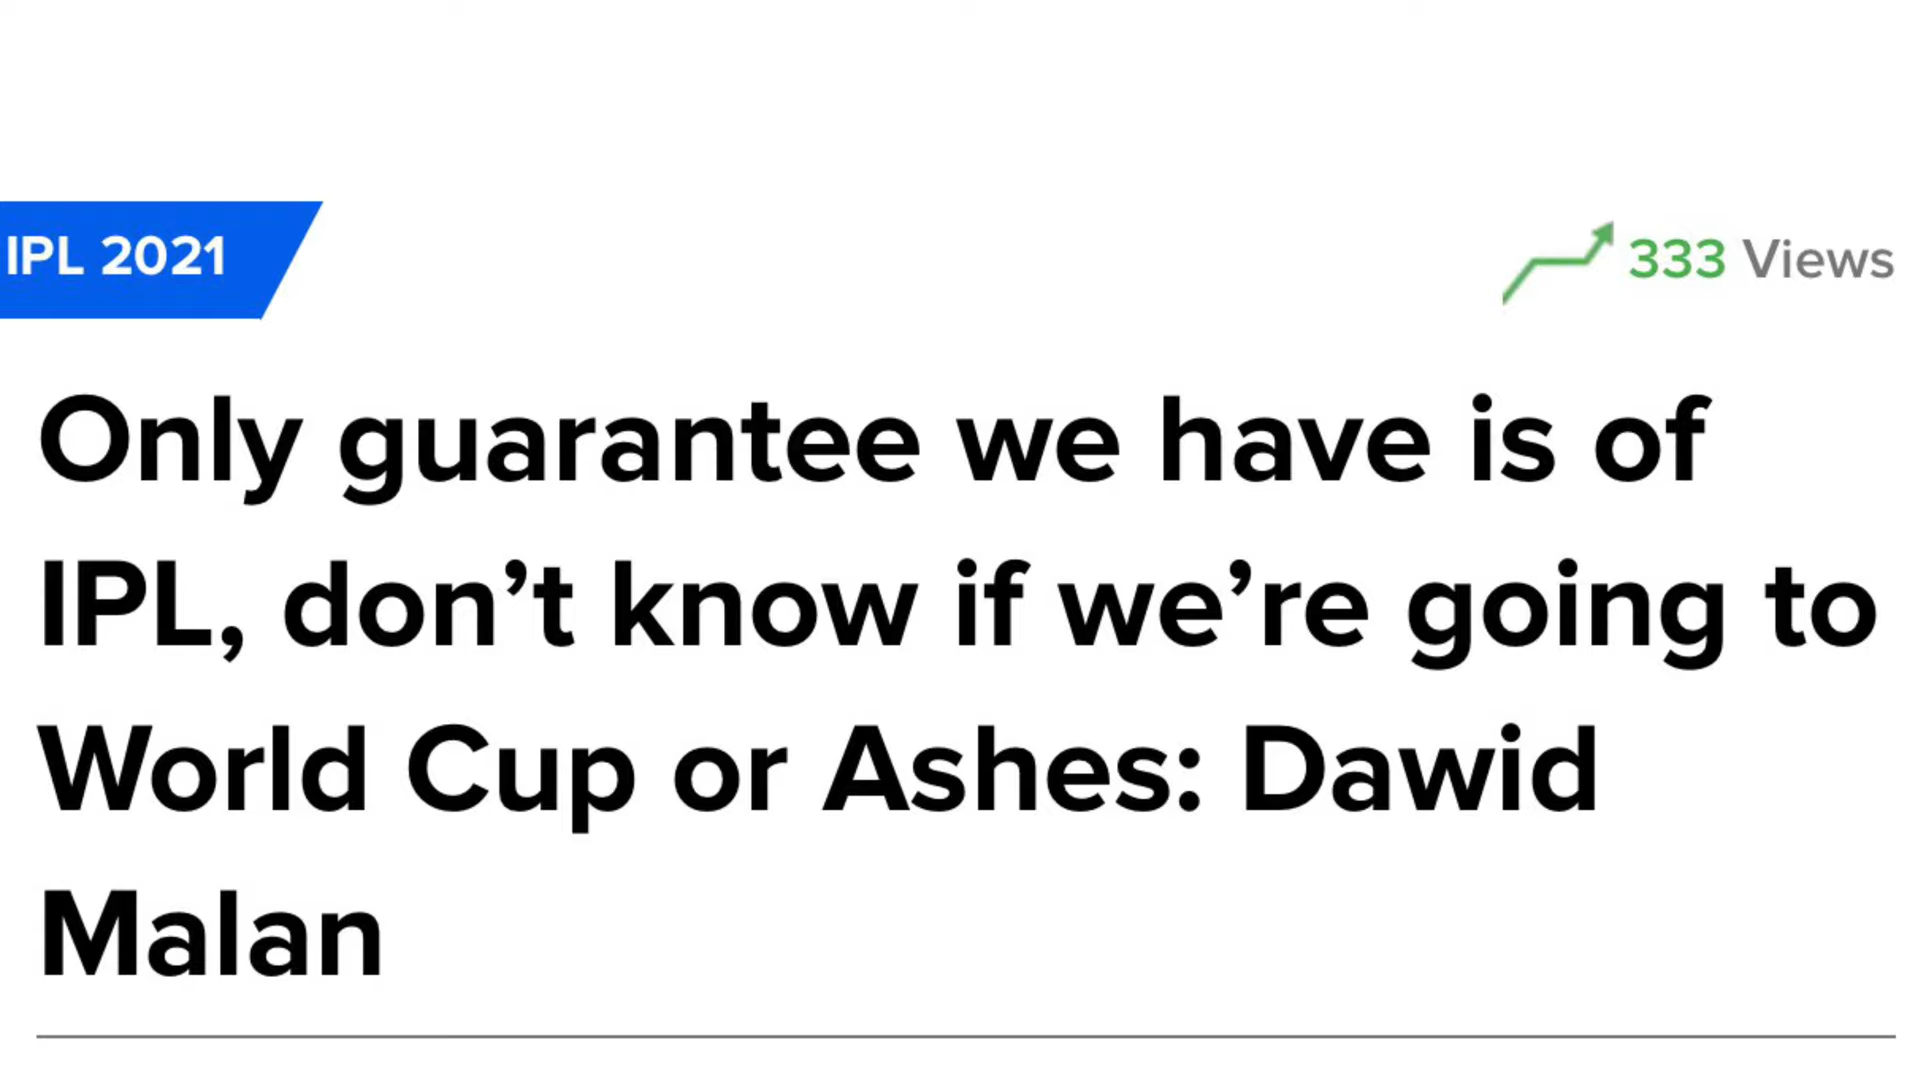 IPL 2021
333 Views
Only guarantee we have is of
IPL, don’t know if we’re going to
World Cup or Ashes: Dawid
Malan